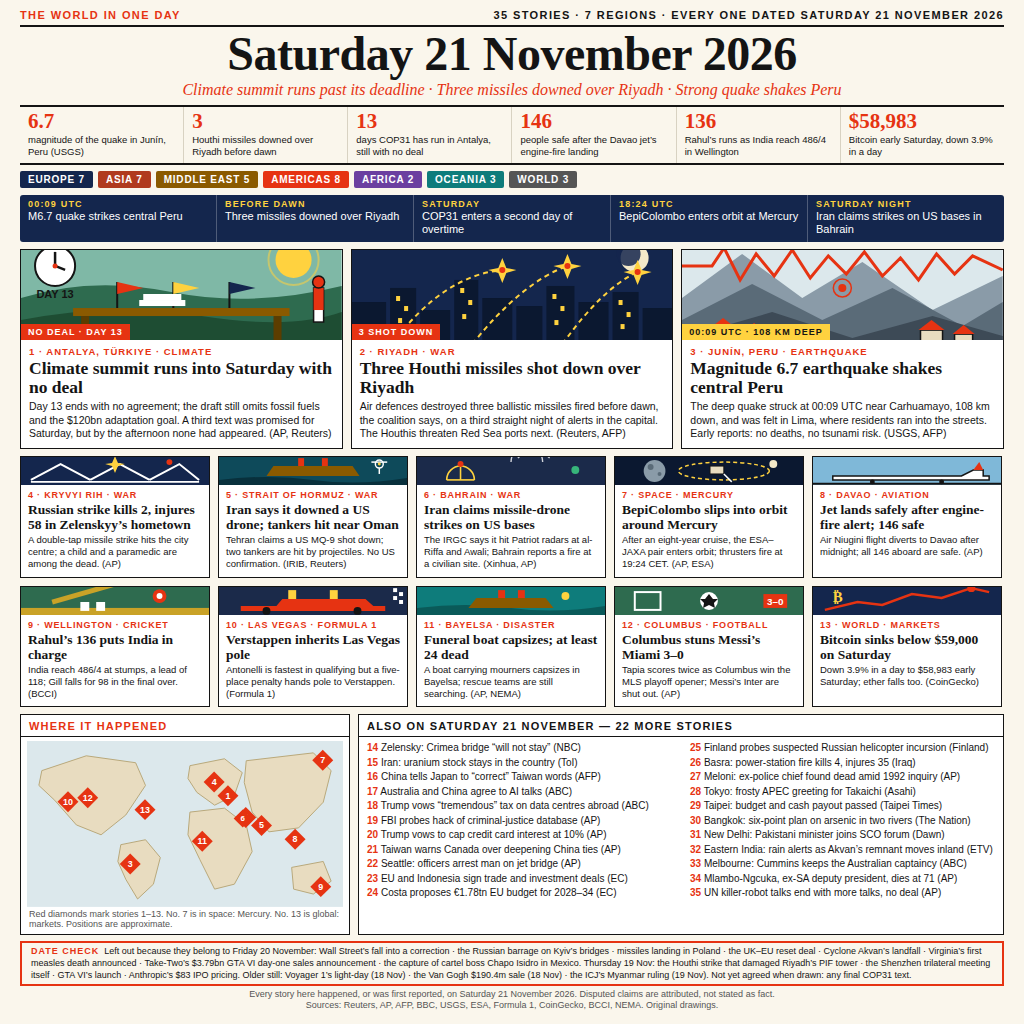 THE WORLD IN ONE DAY
35 STORIES · 7 REGIONS · EVERY ONE DATED SATURDAY 21 NOVEMBER 2026
Saturday 21 November 2026
Climate summit runs past its deadline · Three missiles downed over Riyadh · Strong quake shakes Peru
6.7
magnitude of the quake in Junín,
Peru (USGS)
3
Houthi missiles downed over
Riyadh before dawn
13
days COP31 has run in Antalya,
still with no deal
146
people safe after the Davao jet's
engine-fire landing
136
Rahul's runs as India reach 486/4
in Wellington
$58,983
Bitcoin early Saturday, down 3.9%
in a day
EUROPE 7
ASIA 7
MIDDLE EAST 5
AMERICAS 8
AFRICA 2
OCEANIA 3
WORLD 3
00:09 UTC
M6.7 quake strikes central Peru
BEFORE DAWN
Three missiles downed over Riyadh
SATURDAY
COP31 enters a second day of
overtime
18:24 UTC
BepiColombo enters orbit at Mercury
SATURDAY NIGHT
Iran claims strikes on US bases in
Bahrain
DAY 13
NO DEAL · DAY 13
1 · ANTALYA, TÜRKIYE · CLIMATE
Climate summit runs into Saturday with
no deal
Day 13 ends with no agreement; the draft still omits fossil fuels
and the $120bn adaptation goal. A third text was promised for
Saturday, but by the afternoon none had appeared. (AP, Reuters)
3 SHOT DOWN
2 · RIYADH · WAR
Three Houthi missiles shot down over
Riyadh
Air defences destroyed three ballistic missiles fired before dawn,
the coalition says, on a third straight night of alerts in the capital.
The Houthis threaten Red Sea ports next. (Reuters, AFP)
00:09 UTC · 108 KM DEEP
3 · JUNÍN, PERU · EARTHQUAKE
Magnitude 6.7 earthquake shakes
central Peru
The deep quake struck at 00:09 UTC near Carhuamayo, 108 km
down, and was felt in Lima, where residents ran into the streets.
Early reports: no deaths, no tsunami risk. (USGS, AFP)
4 · KRYVYI RIH · WAR
Russian strike kills 2, injures
58 in Zelenskyy's hometown
A double-tap missile strike hits the city
centre; a child and a paramedic are
among the dead. (AP)
5 · STRAIT OF HORMUZ · WAR
Iran says it downed a US
drone; tankers hit near Oman
Tehran claims a US MQ-9 shot down;
two tankers are hit by projectiles. No US
confirmation. (IRIB, Reuters)
6 · BAHRAIN · WAR
Iran claims missile-drone
strikes on US bases
The IRGC says it hit Patriot radars at al-
Riffa and Awali; Bahrain reports a fire at
a civilian site. (Xinhua, AP)
7 · SPACE · MERCURY
BepiColombo slips into orbit
around Mercury
After an eight-year cruise, the ESA–
JAXA pair enters orbit; thrusters fire at
19:24 CET. (AP, ESA)
8 · DAVAO · AVIATION
Jet lands safely after engine-
fire alert; 146 safe
Air Niugini flight diverts to Davao after
midnight; all 146 aboard are safe. (AP)
9 · WELLINGTON · CRICKET
Rahul's 136 puts India in
charge
India reach 486/4 at stumps, a lead of
118; Gill falls for 98 in the final over.
(BCCI)
10 · LAS VEGAS · FORMULA 1
Verstappen inherits Las Vegas
pole
Antonelli is fastest in qualifying but a five-
place penalty hands pole to Verstappen.
(Formula 1)
11 · BAYELSA · DISASTER
Funeral boat capsizes; at least
24 dead
A boat carrying mourners capsizes in
Bayelsa; rescue teams are still
searching. (AP, NEMA)
3–0
12 · COLUMBUS · FOOTBALL
Columbus stuns Messi's
Miami 3–0
Tapia scores twice as Columbus win the
MLS playoff opener; Messi's Inter are
shut out. (AP)
₿
13 · WORLD · MARKETS
Bitcoin sinks below $59,000
on Saturday
Down 3.9% in a day to $58,983 early
Saturday; ether falls too. (CoinGecko)
WHERE IT HAPPENED
7
4
1
10
12
13
6
5
11
8
3
9
Red diamonds mark stories 1–13. No. 7 is in space: Mercury. No. 13 is global:
markets. Positions are approximate.
ALSO ON SATURDAY 21 NOVEMBER — 22 MORE STORIES
14 Zelensky: Crimea bridge "will not stay" (NBC)
15 Iran: uranium stock stays in the country (ToI)
16 China tells Japan to "correct" Taiwan words (AFP)
17 Australia and China agree to AI talks (ABC)
18 Trump vows "tremendous" tax on data centres abroad (ABC)
19 FBI probes hack of criminal-justice database (AP)
20 Trump vows to cap credit card interest at 10% (AP)
21 Taiwan warns Canada over deepening China ties (AP)
22 Seattle: officers arrest man on jet bridge (AP)
23 EU and Indonesia sign trade and investment deals (EC)
24 Costa proposes €1.78tn EU budget for 2028–34 (EC)
25 Finland probes suspected Russian helicopter incursion (Finland)
26 Basra: power-station fire kills 4, injures 35 (Iraq)
27 Meloni: ex-police chief found dead amid 1992 inquiry (AP)
28 Tokyo: frosty APEC greeting for Takaichi (Asahi)
29 Taipei: budget and cash payout passed (Taipei Times)
30 Bangkok: six-point plan on arsenic in two rivers (The Nation)
31 New Delhi: Pakistani minister joins SCO forum (Dawn)
32 Eastern India: rain alerts as Akvan's remnant moves inland (ETV)
33 Melbourne: Cummins keeps the Australian captaincy (ABC)
34 Mlambo-Ngcuka, ex-SA deputy president, dies at 71 (AP)
35 UN killer-robot talks end with more talks, no deal (AP)
DATE CHECK Left out because they belong to Friday 20 November: Wall Street's fall into a correction · the Russian barrage on Kyiv's bridges · missiles landing in Poland · the UK–EU reset deal · Cyclone Akvan's landfall · Virginia's first
measles death announced · Take-Two's $3.79bn GTA VI day-one sales announcement · the capture of cartel boss Chapo Isidro in Mexico. Thursday 19 Nov: the Houthi strike that damaged Riyadh's PIF tower · the Shenzhen trilateral meeting
itself · GTA VI's launch · Anthropic's $83 IPO pricing. Older still: Voyager 1's light-day (18 Nov) · the Van Gogh $190.4m sale (18 Nov) · the ICJ's Myanmar ruling (19 Nov). Not yet agreed when drawn: any final COP31 text.
Every story here happened, or was first reported, on Saturday 21 November 2026. Disputed claims are attributed, not stated as fact.
Sources: Reuters, AP, AFP, BBC, USGS, ESA, Formula 1, CoinGecko, BCCI, NEMA. Original drawings.